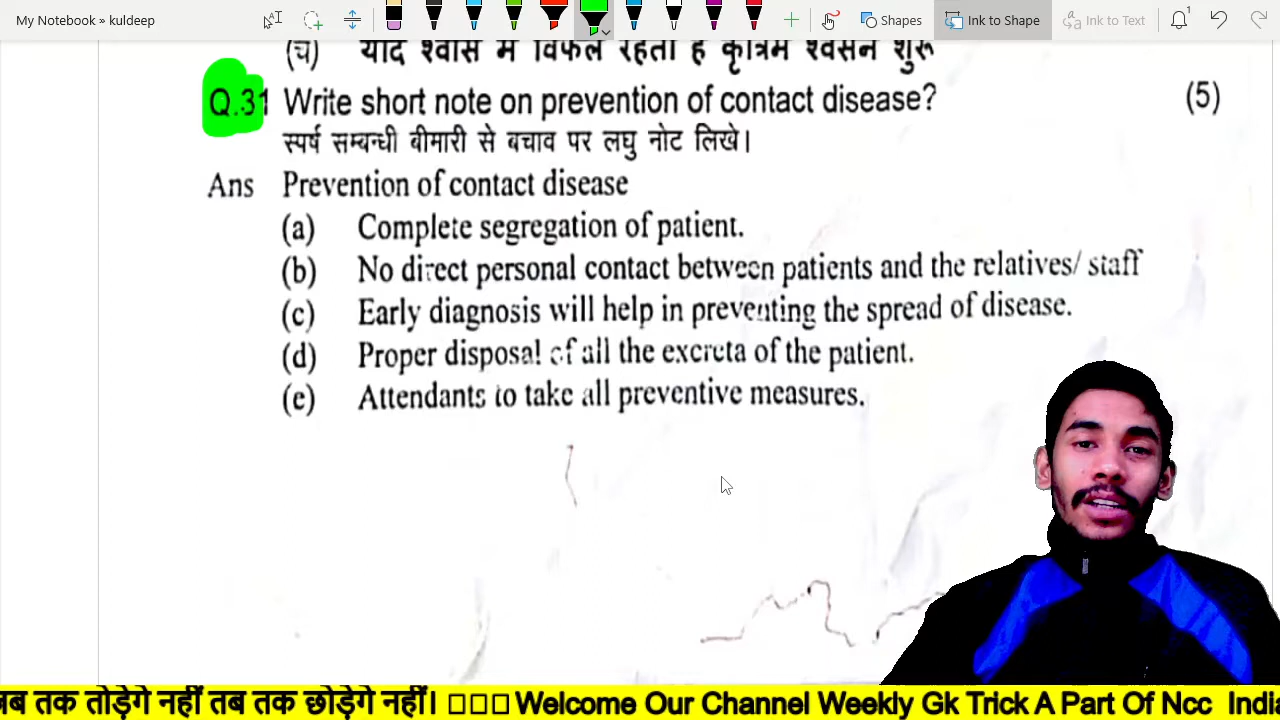 My Notebook » kuldeep
Shapes
Ink to Shape
Ink to Text
(च) यदि श्वास में विफल रहता है कृत्रिम श्वसन शुरू
Q.31 Write short note on prevention of contact disease? (5)
स्पर्ष सम्बन्धी बीमारी से बचाव पर लघु नोट लिखे।
Ans Prevention of contact disease
(a) Complete segregation of patient.
(b) No direct personal contact between patients and the relatives/ staff
(c) Early diagnosis will help in preventing the spread of disease.
(d) Proper disposal of all the excreta of the patient.
(e) Attendants to take all preventive measures.
जब तक तोड़ेगे नहीं तब तक छोड़ेगे नहीं। Welcome Our Channel Weekly Gk Trick A Part Of Ncc